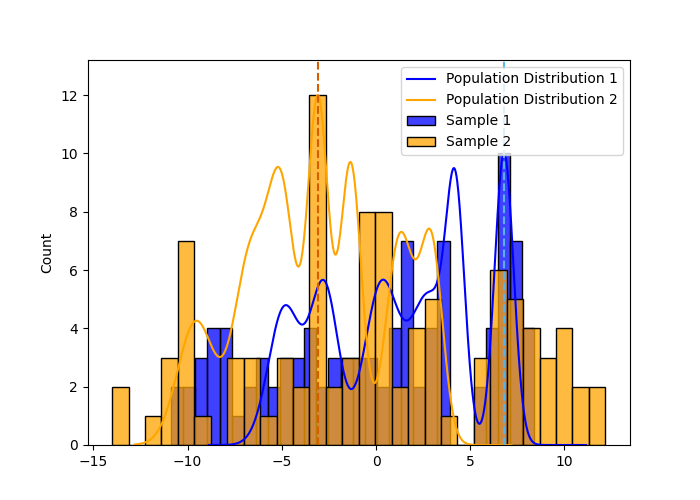 Population Distribution 1
Population Distribution 2
Sample 1
Sample 2
Count
12
10
8
6
4
2
0
−15
−10
−5
0
5
10